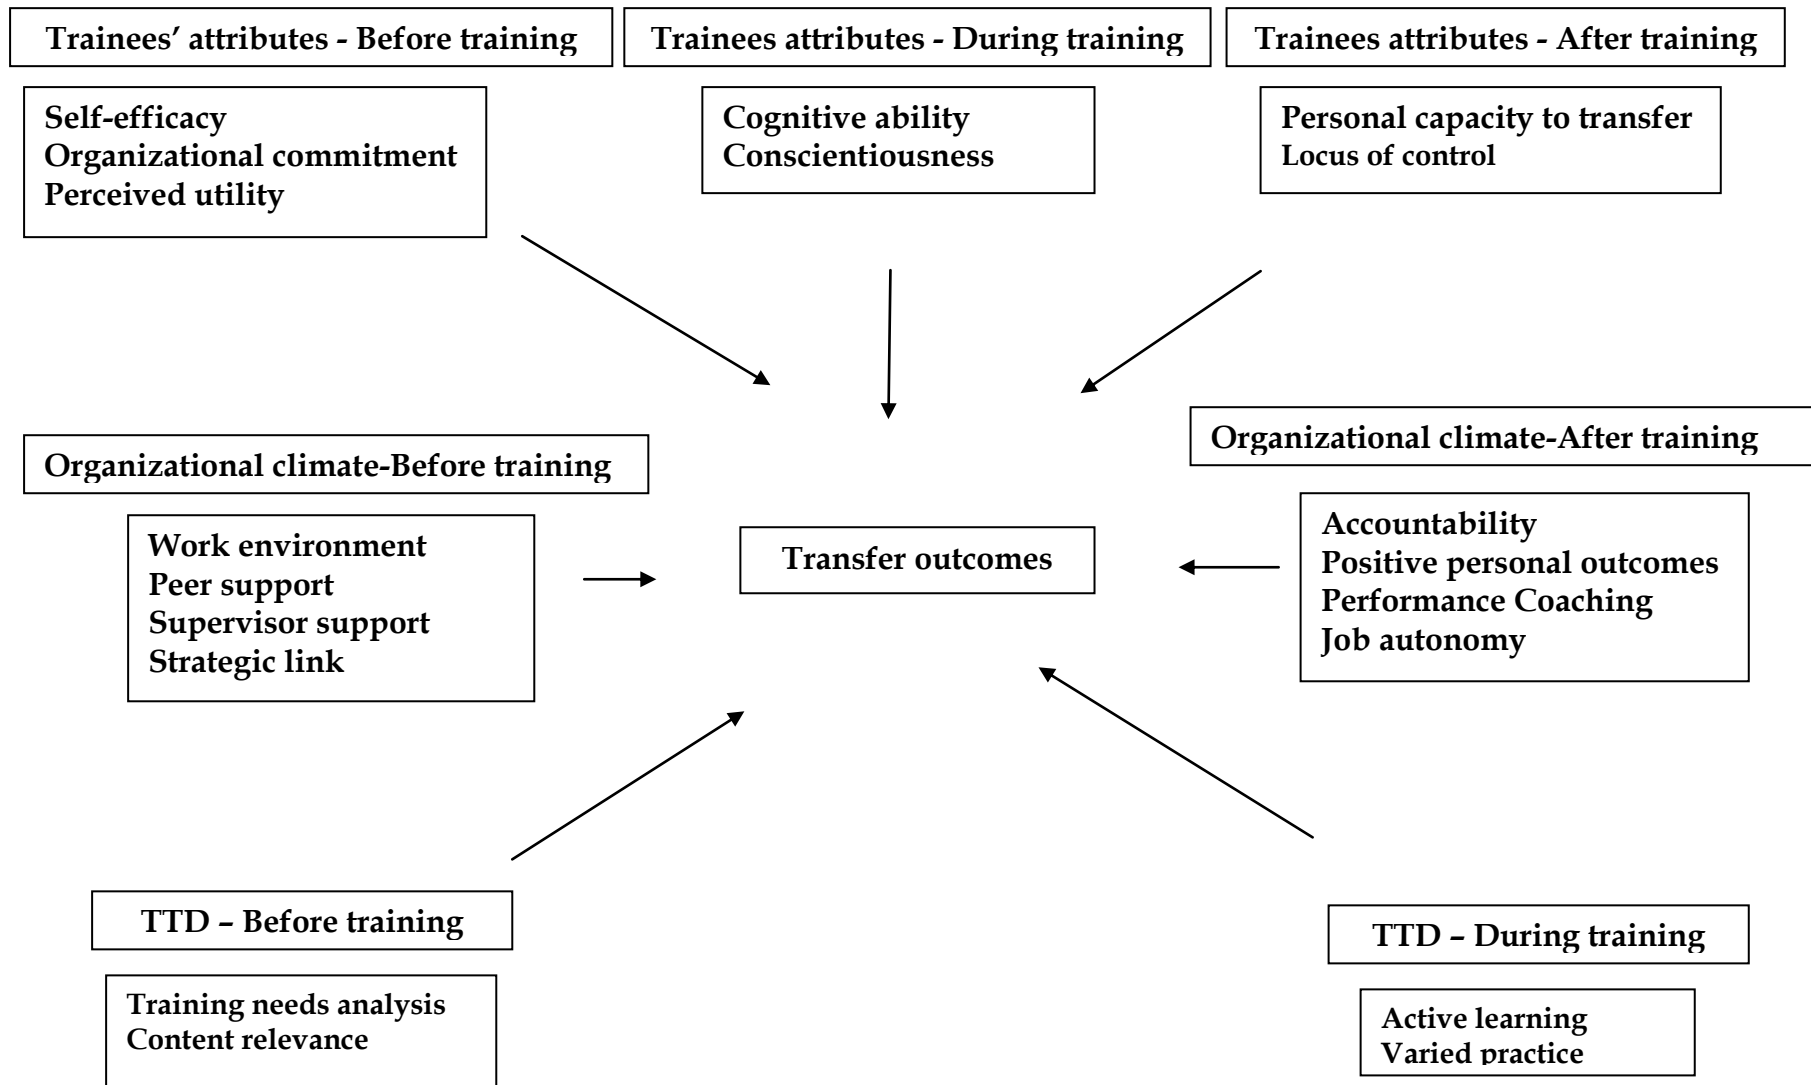 Trainees’ attributes - Before training
Trainees attributes - During training
Trainees attributes - After training
Self-efficacy
Organizational commitment
Perceived utility
Cognitive ability
Conscientiousness
Personal capacity to transfer
Locus of control
Organizational climate-Before training
Organizational climate-After training
Work environment
Peer support
Supervisor support
Strategic link
Transfer outcomes
Accountability
Positive personal outcomes
Performance Coaching
Job autonomy
TTD – Before training
TTD – During training
Training needs analysis
Content relevance
Active learning
Varied practice